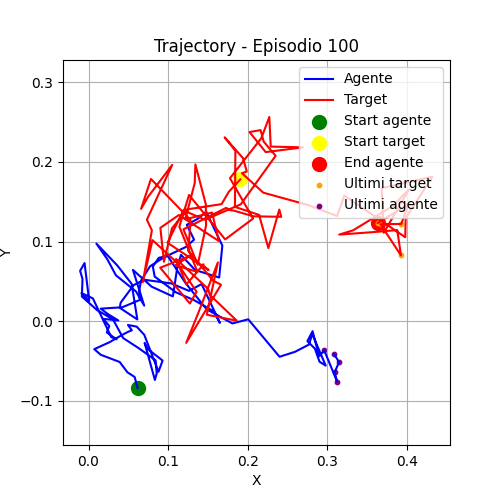 Trajectory - Episodio 100
Agente
Target
Start agente
Start target
End agente
Ultimi target
Ultimi agente
0.3
0.2
0.1
0.0
−0.1
Y
0.0
0.1
0.2
0.3
0.4
X